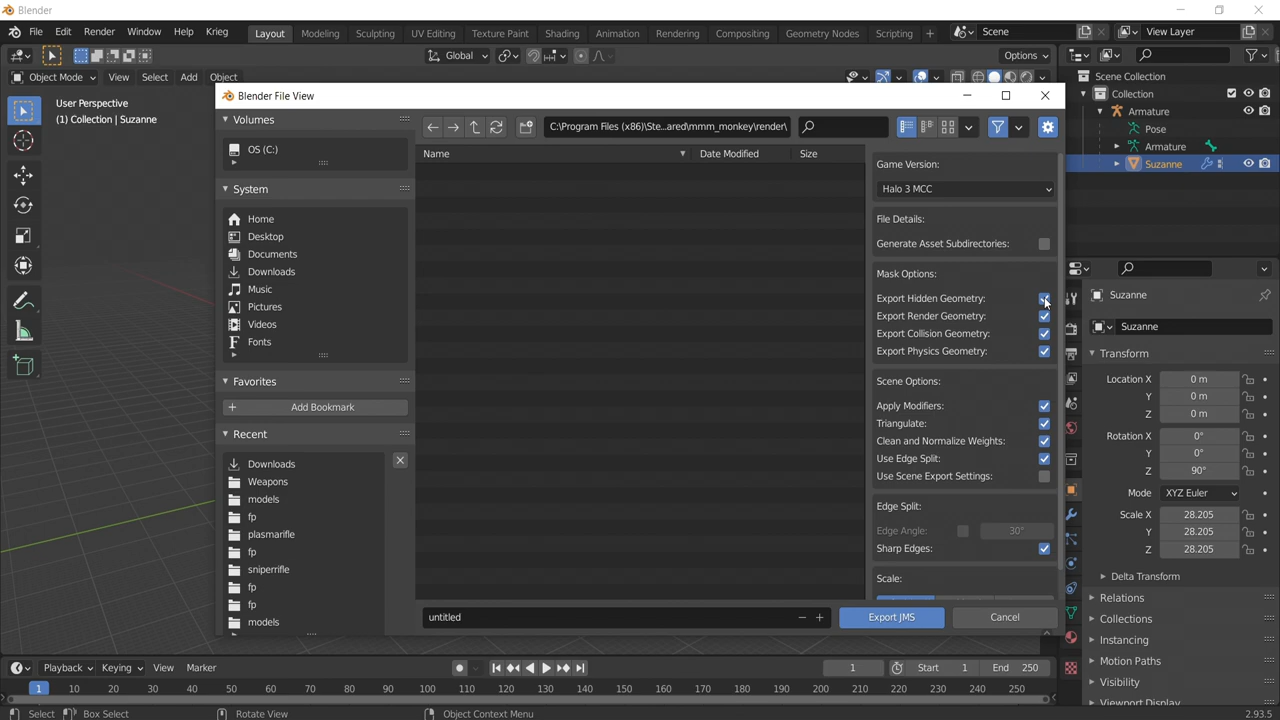 Blender
File Edit Render Window Help Krieg Layout Modeling Sculpting UV Editing Texture Paint Shading Animation Rendering Compositing Geometry Nodes Scripting + Scene View Layer
Global Options
Object Mode View Select Add Object
User Perspective
(1) Collection | Suzanne
Scene Collection
Collection
Armature
Pose
Armature
Suzanne
Blender File View
Volumes
OS (C:)
System
Home
Desktop
Documents
Downloads
Music
Pictures
Videos
Fonts
Favorites
+ Add Bookmark
Recent
Downloads
Weapons
models
fp
plasmarifle
fp
sniperrifle
fp
fp
models
C:\Program Files (x86)\Ste...ared\mmm_monkey\render\
Name Date Modified Size
Game Version:
Halo 3 MCC
File Details:
Generate Asset Subdirectories:
Mask Options:
Export Hidden Geometry:
Export Render Geometry:
Export Collision Geometry:
Export Physics Geometry:
Scene Options:
Apply Modifiers:
Triangulate:
Clean and Normalize Weights:
Use Edge Split:
Use Scene Export Settings:
Edge Split:
Edge Angle: 30°
Sharp Edges:
Scale:
untitled
Export JMS Cancel
Suzanne
Suzanne
Transform
Location X 0 m
Y 0 m
Z 0 m
Rotation X 0°
Y 0°
Z 90°
Mode XYZ Euler
Scale X 28.205
Y 28.205
Z 28.205
Delta Transform
Relations
Collections
Instancing
Motion Paths
Visibility
Viewport Display
Playback Keying View Marker 1 Start 1 End 250
1 10 20 30 40 50 60 70 80 90 100 110 120 130 140 150 160 170 180 190 200 210 220 230 240 250
Select Box Select Rotate View Object Context Menu 2.93.5